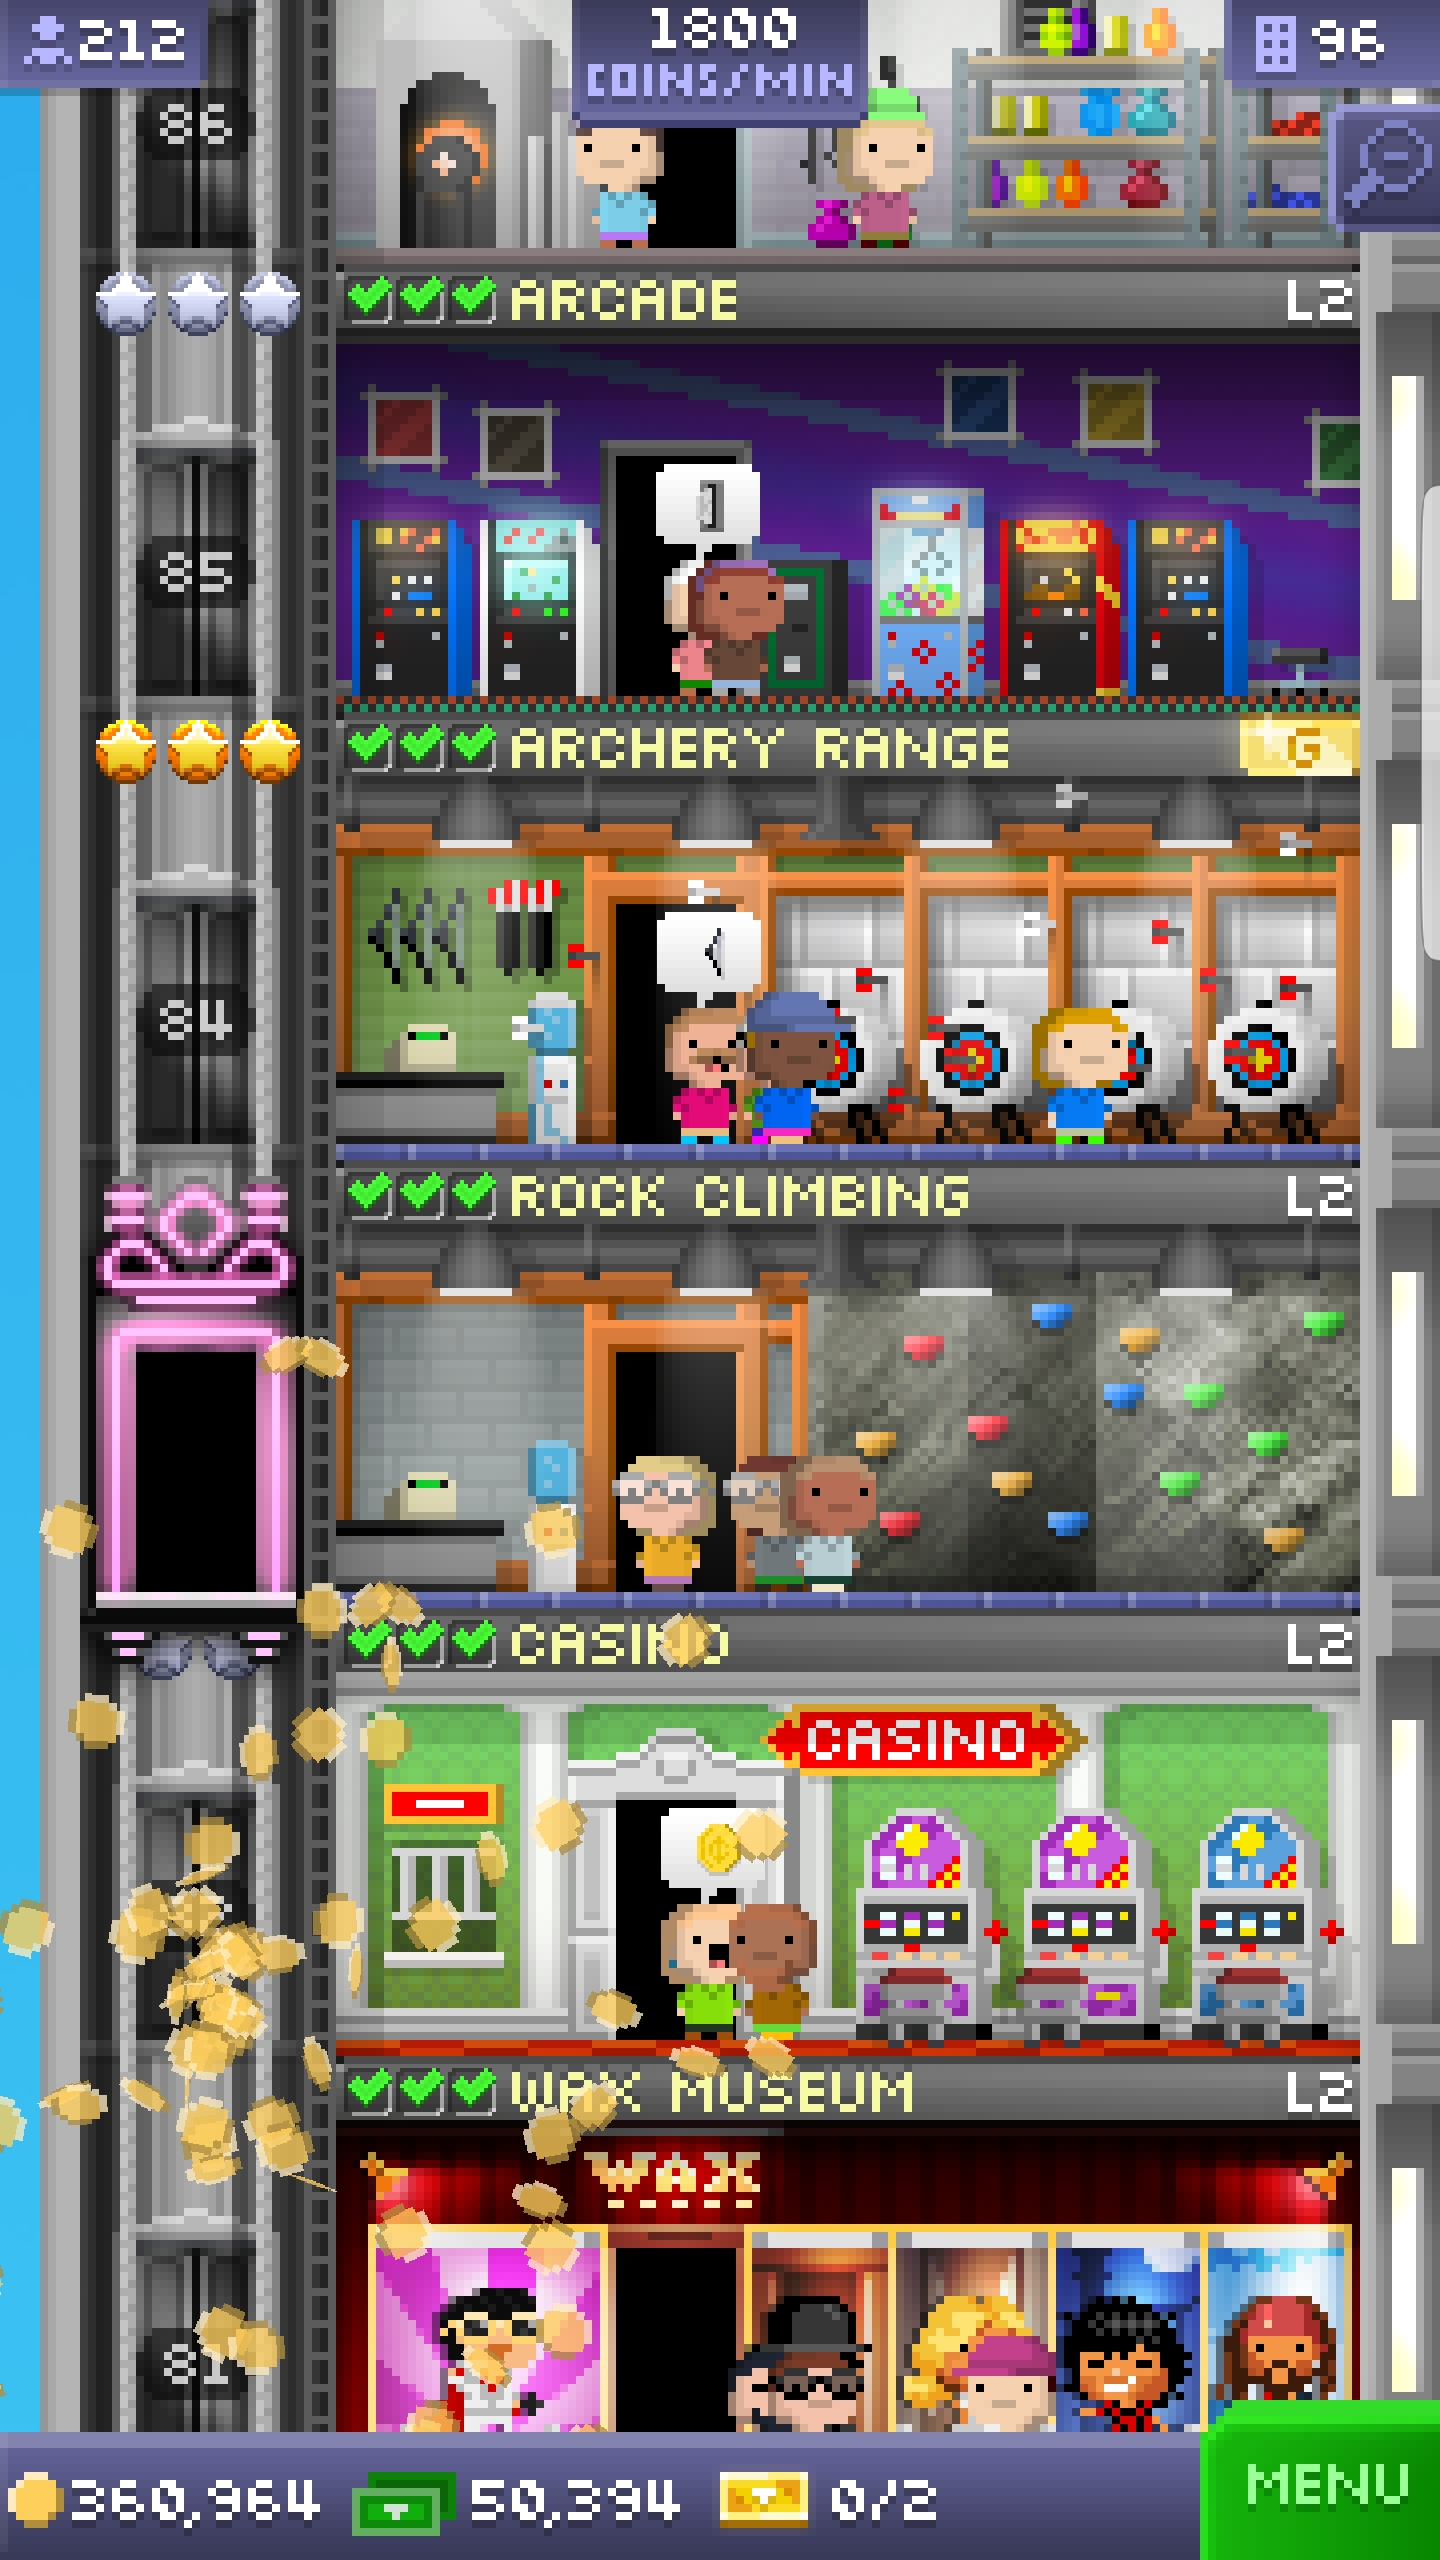 212
1800
COINS/MIN
96
86
ARCADE L2
85
ARCHERY RANGE G
84
ROCK CLIMBING L2
CASINO L2
CASINO
WAX MUSEUM L2
WAX
81
360,964 50,394 0/2
MENU